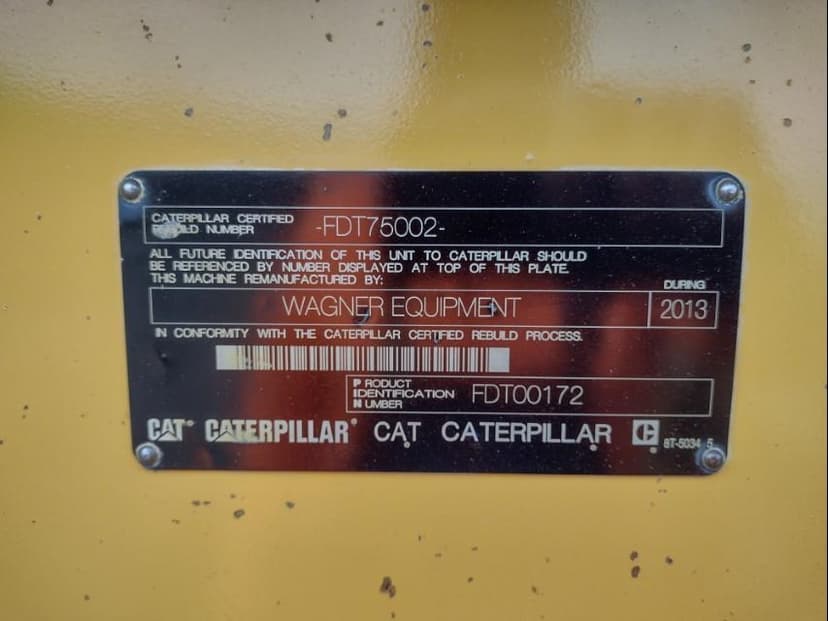 CATERPILLAR CERTIFIED
REBUILD NUMBER
-FDT75002-
ALL FUTURE IDENTIFICATION OF THIS UNIT TO CATERPILLAR SHOULD
BE REFERENCED BY NUMBER DISPLAYED AT TOP OF THIS PLATE.
THIS MACHINE REMANUFACTURED BY:
DURING
WAGNER EQUIPMENT
2013
IN CONFORMITY WITH THE CATERPILLAR CERTIFIED REBUILD PROCESS.
PRODUCT
IDENTIFICATION
NUMBER
FDT00172
CAT® CATERPILLAR® CAT® CATERPILLAR® C®
8T-5034 5